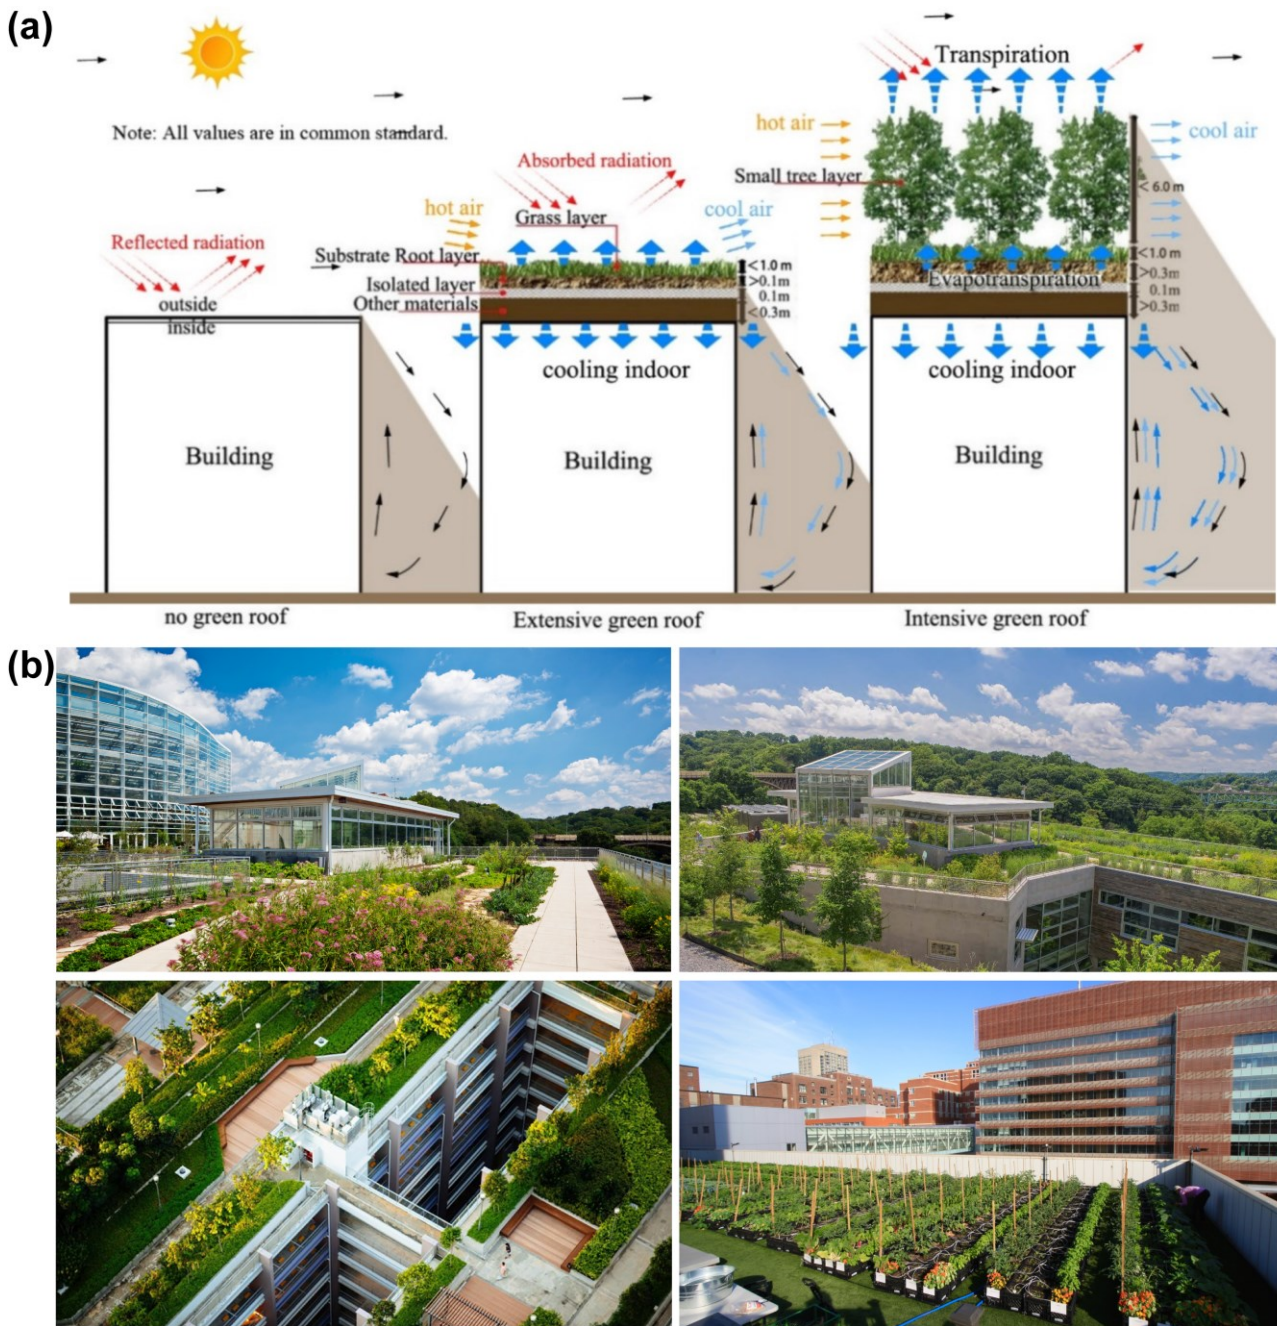 (a)
Note: All values are in common standard.
Reflected radiation
outside
inside
Building
no green roof
hot air
Absorbed radiation
cool air
Grass layer
Substrate Root layer
Isolated layer
Other materials
<1.0 m
>0.1m
0.1m
<0.3m
cooling indoor
Building
Extensive green roof
Transpiration
hot air
cool air
Small tree layer
< 6.0 m
<1.0 m
>0.3m
0.1m
>0.3m
Evapotranspiration
cooling indoor
Building
Intensive green roof
(b)